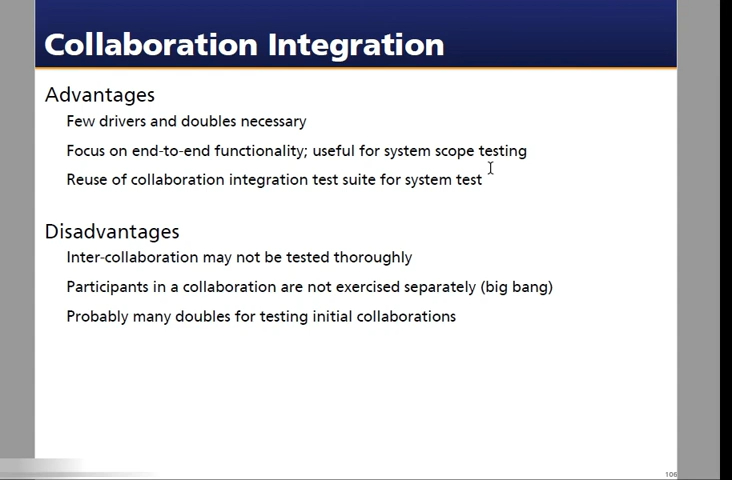 Collaboration Integration
Advantages
Few drivers and doubles necessary
Focus on end-to-end functionality; useful for system scope testing
Reuse of collaboration integration test suite for system test
Disadvantages
Inter-collaboration may not be tested thoroughly
Participants in a collaboration are not exercised separately (big bang)
Probably many doubles for testing initial collaborations
106